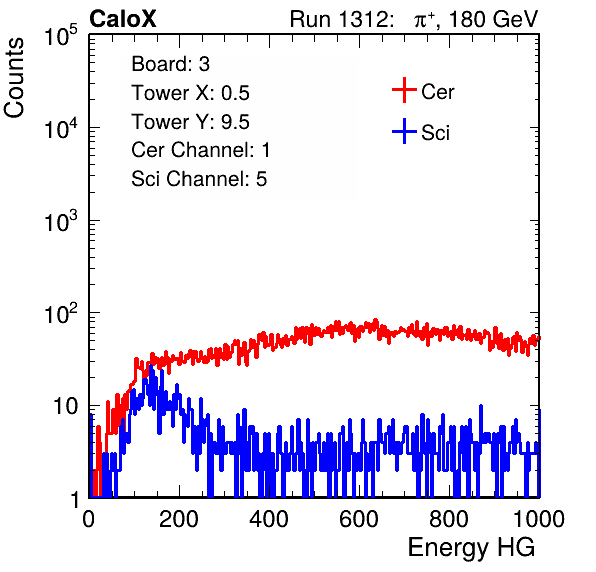 CaloX Run 1312: π⁺, 180 GeV
Counts
Board: 3
Tower X: 0.5
Tower Y: 9.5
Cer Channel: 1
Sci Channel: 5
Cer
Sci
10⁵
10⁴
10³
10²
10
1
0 200 400 600 800 1000
Energy HG